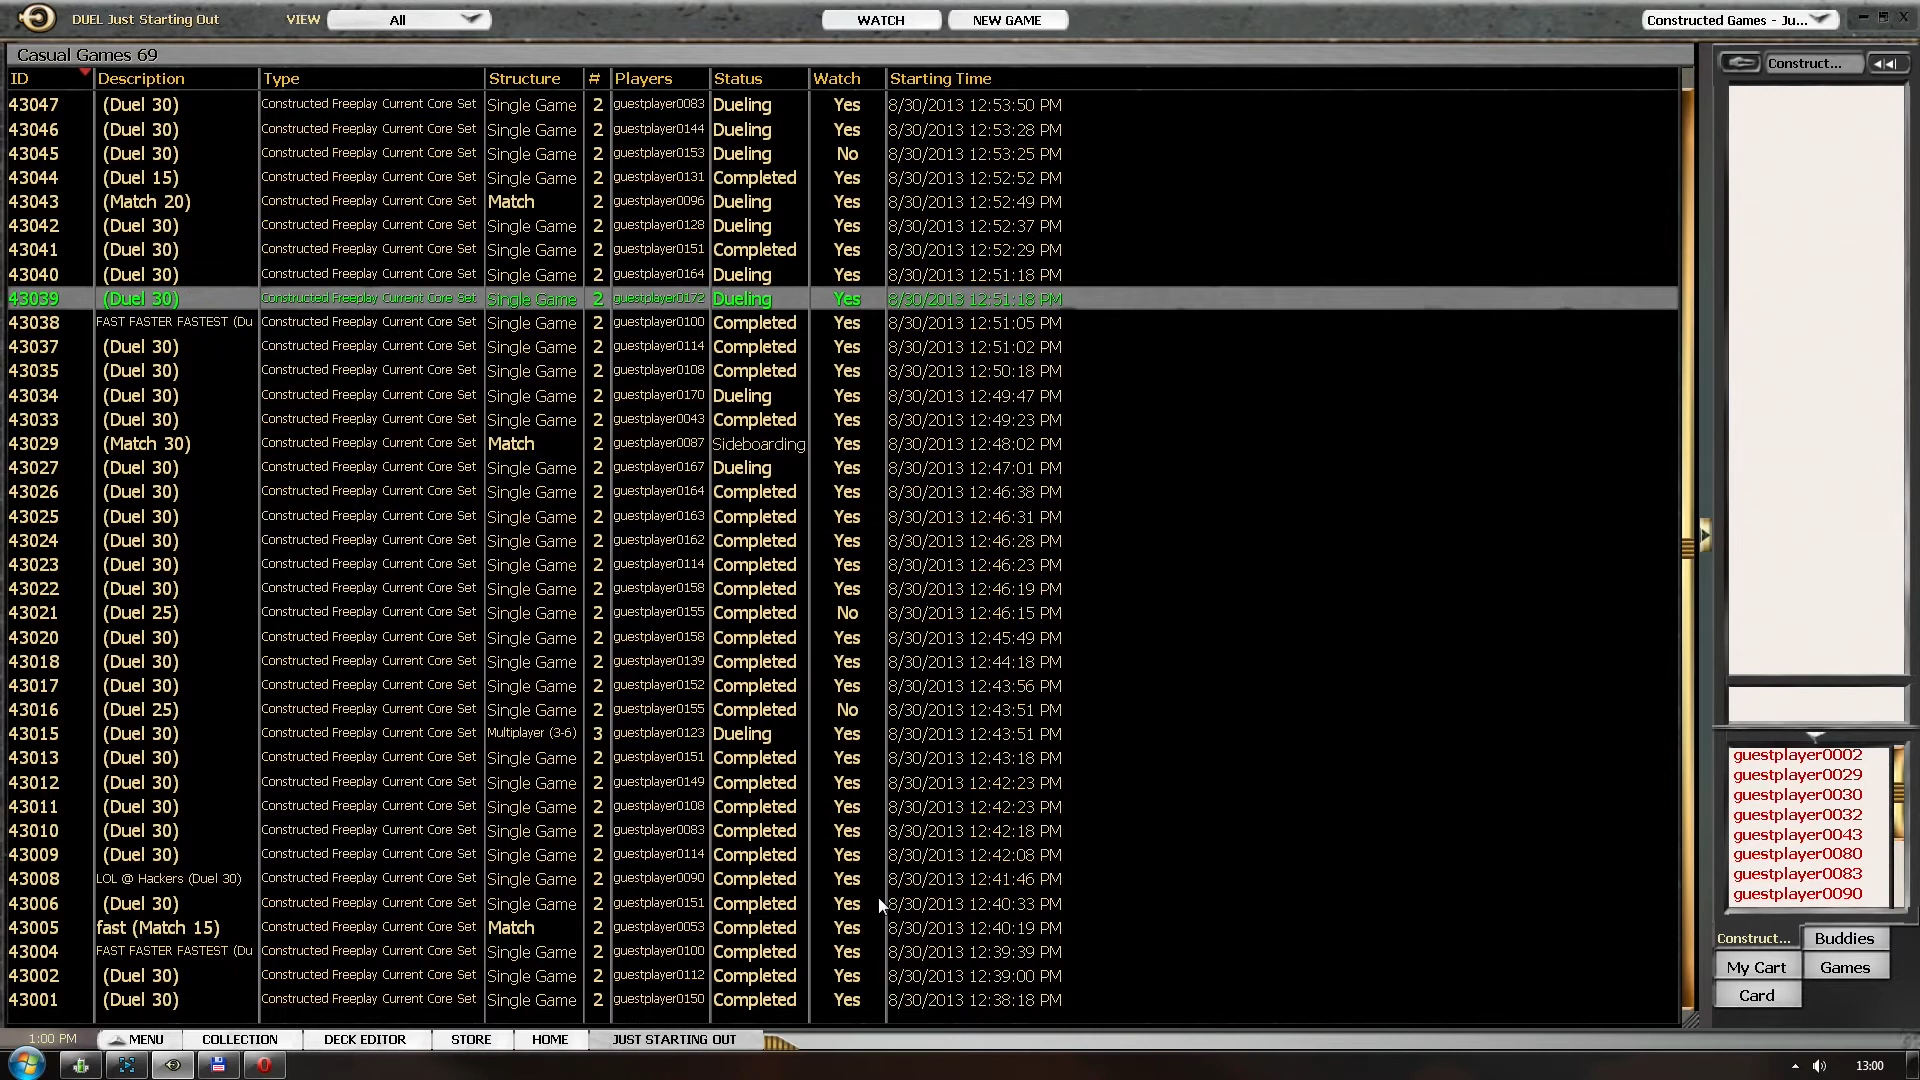 DUEL Just Starting Out VIEW All WATCH NEW GAME Constructed Games - Ju...
Casual Games 69
Construct...
ID Description Type Structure # Players Status Watch Starting Time
43047 (Duel 30) Constructed Freeplay Current Core Set Single Game 2 guestplayer0083 Dueling Yes 8/30/2013 12:53:50 PM
43046 (Duel 30) Constructed Freeplay Current Core Set Single Game 2 guestplayer0144 Dueling Yes 8/30/2013 12:53:28 PM
43045 (Duel 30) Constructed Freeplay Current Core Set Single Game 2 guestplayer0153 Dueling No 8/30/2013 12:53:25 PM
43044 (Duel 15) Constructed Freeplay Current Core Set Single Game 2 guestplayer0131 Completed Yes 8/30/2013 12:52:52 PM
43043 (Match 20) Constructed Freeplay Current Core Set Match 2 guestplayer0096 Dueling Yes 8/30/2013 12:52:49 PM
43042 (Duel 30) Constructed Freeplay Current Core Set Single Game 2 guestplayer0128 Dueling Yes 8/30/2013 12:52:37 PM
43041 (Duel 30) Constructed Freeplay Current Core Set Single Game 2 guestplayer0151 Completed Yes 8/30/2013 12:52:29 PM
43040 (Duel 30) Constructed Freeplay Current Core Set Single Game 2 guestplayer0164 Dueling Yes 8/30/2013 12:51:18 PM
43039 (Duel 30) Constructed Freeplay Current Core Set Single Game 2 guestplayer0172 Dueling Yes 8/30/2013 12:51:18 PM
43038 FAST FASTER FASTEST (Du Constructed Freeplay Current Core Set Single Game 2 guestplayer0100 Completed Yes 8/30/2013 12:51:05 PM
43037 (Duel 30) Constructed Freeplay Current Core Set Single Game 2 guestplayer0114 Completed Yes 8/30/2013 12:51:02 PM
43035 (Duel 30) Constructed Freeplay Current Core Set Single Game 2 guestplayer0108 Completed Yes 8/30/2013 12:50:18 PM
43034 (Duel 30) Constructed Freeplay Current Core Set Single Game 2 guestplayer0170 Dueling Yes 8/30/2013 12:49:47 PM
43033 (Duel 30) Constructed Freeplay Current Core Set Single Game 2 guestplayer0043 Completed Yes 8/30/2013 12:49:23 PM
43029 (Match 30) Constructed Freeplay Current Core Set Match 2 guestplayer0087 Sideboarding Yes 8/30/2013 12:48:02 PM
43027 (Duel 30) Constructed Freeplay Current Core Set Single Game 2 guestplayer0167 Dueling Yes 8/30/2013 12:47:01 PM
43026 (Duel 30) Constructed Freeplay Current Core Set Single Game 2 guestplayer0164 Completed Yes 8/30/2013 12:46:38 PM
43025 (Duel 30) Constructed Freeplay Current Core Set Single Game 2 guestplayer0163 Completed Yes 8/30/2013 12:46:31 PM
43024 (Duel 30) Constructed Freeplay Current Core Set Single Game 2 guestplayer0162 Completed Yes 8/30/2013 12:46:28 PM
43023 (Duel 30) Constructed Freeplay Current Core Set Single Game 2 guestplayer0114 Completed Yes 8/30/2013 12:46:23 PM
43022 (Duel 30) Constructed Freeplay Current Core Set Single Game 2 guestplayer0158 Completed Yes 8/30/2013 12:46:19 PM
43021 (Duel 25) Constructed Freeplay Current Core Set Single Game 2 guestplayer0155 Completed No 8/30/2013 12:46:15 PM
43020 (Duel 30) Constructed Freeplay Current Core Set Single Game 2 guestplayer0158 Completed Yes 8/30/2013 12:45:49 PM
43018 (Duel 30) Constructed Freeplay Current Core Set Single Game 2 guestplayer0139 Completed Yes 8/30/2013 12:44:18 PM
43017 (Duel 30) Constructed Freeplay Current Core Set Single Game 2 guestplayer0152 Completed Yes 8/30/2013 12:43:56 PM
43016 (Duel 25) Constructed Freeplay Current Core Set Single Game 2 guestplayer0155 Completed No 8/30/2013 12:43:51 PM
43015 (Duel 30) Constructed Freeplay Current Core Set Multiplayer (3-6) 3 guestplayer0123 Dueling Yes 8/30/2013 12:43:51 PM
43013 (Duel 30) Constructed Freeplay Current Core Set Single Game 2 guestplayer0151 Completed Yes 8/30/2013 12:43:18 PM
43012 (Duel 30) Constructed Freeplay Current Core Set Single Game 2 guestplayer0149 Completed Yes 8/30/2013 12:42:23 PM
43011 (Duel 30) Constructed Freeplay Current Core Set Single Game 2 guestplayer0108 Completed Yes 8/30/2013 12:42:23 PM
43010 (Duel 30) Constructed Freeplay Current Core Set Single Game 2 guestplayer0083 Completed Yes 8/30/2013 12:42:18 PM
43009 (Duel 30) Constructed Freeplay Current Core Set Single Game 2 guestplayer0114 Completed Yes 8/30/2013 12:42:08 PM
43008 LOL @ Hackers (Duel 30) Constructed Freeplay Current Core Set Single Game 2 guestplayer0090 Completed Yes 8/30/2013 12:41:46 PM
43006 (Duel 30) Constructed Freeplay Current Core Set Single Game 2 guestplayer0151 Completed Yes 8/30/2013 12:40:33 PM
43005 fast (Match 15) Constructed Freeplay Current Core Set Match 2 guestplayer0053 Completed Yes 8/30/2013 12:40:19 PM
43004 FAST FASTER FASTEST (Du Constructed Freeplay Current Core Set Single Game 2 guestplayer0100 Completed Yes 8/30/2013 12:39:39 PM
43002 (Duel 30) Constructed Freeplay Current Core Set Single Game 2 guestplayer0112 Completed Yes 8/30/2013 12:39:00 PM
43001 (Duel 30) Constructed Freeplay Current Core Set Single Game 2 guestplayer0150 Completed Yes 8/30/2013 12:38:18 PM
guestplayer0002
guestplayer0029
guestplayer0030
guestplayer0032
guestplayer0043
guestplayer0080
guestplayer0083
guestplayer0090
Construct... Buddies
My Cart Games
Card
1:00 PM MENU COLLECTION DECK EDITOR STORE HOME JUST STARTING OUT
13:00